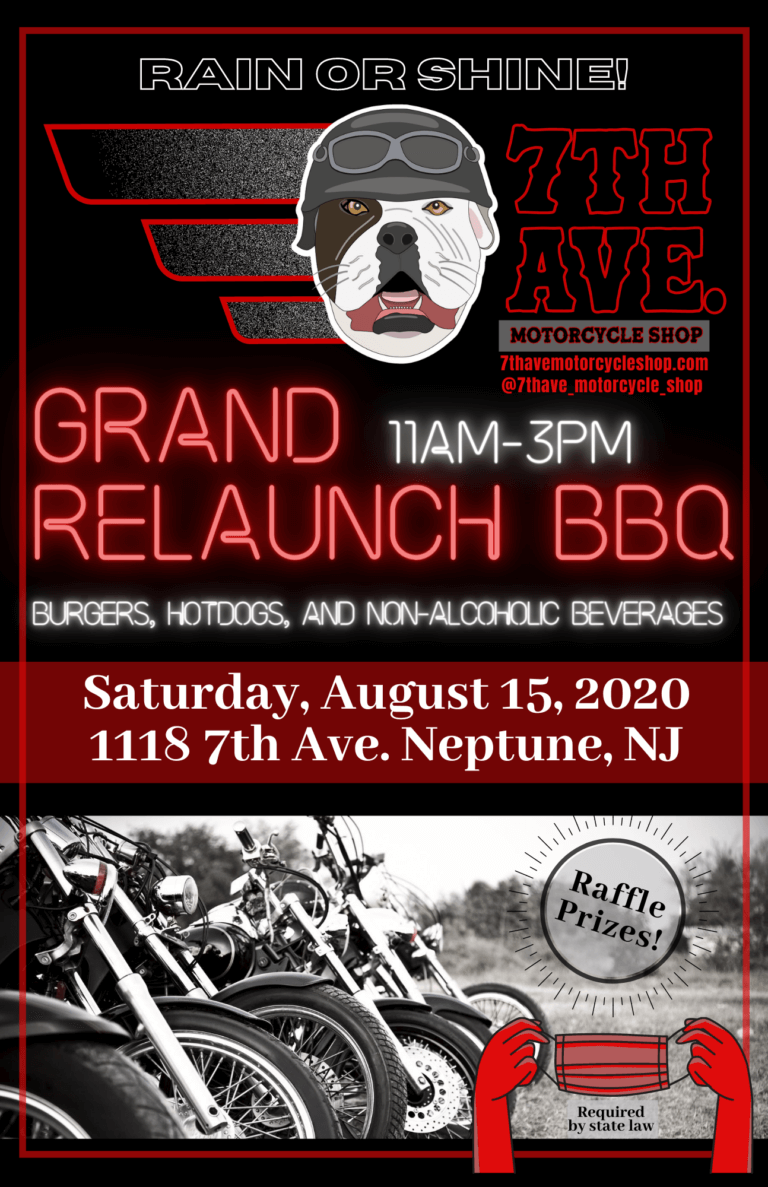 RAIN OR SHINE!
7TH
AVE.
MOTORCYCLE SHOP
7thavemotorcycleshop.com
@7thave_motorcycle_shop
GRAND
11AM-3PM
RELAUNCH BBQ
BURGERS, HOTDOGS, AND NON-ALCOHOLIC BEVERAGES
Saturday, August 15, 2020
1118 7th Ave. Neptune, NJ
Raffle
Prizes!
Required
by state law